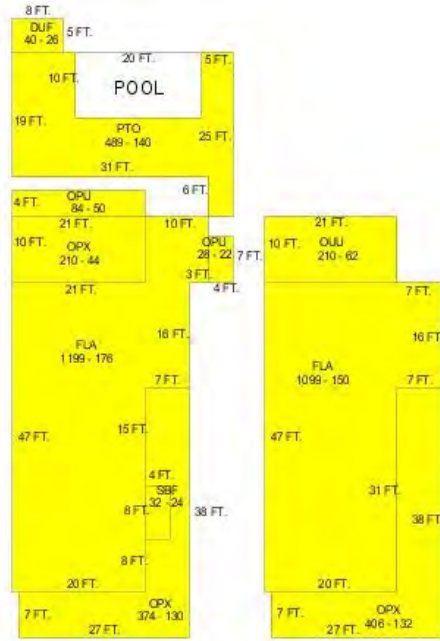 8 FT.
DUF
40 - 26
5 FT.
20 FT.
5 FT.
10 FT.
POOL
19 FT.
PTO
489 - 140
25 FT.
31 FT.
6 FT.
4 FT.
OPU
84 - 50
21 FT.
10 FT.
21 FT.
10 FT.
OPX
210 - 44
OPU
28 - 22
7 FT.
10 FT.
OUU
210 - 62
3 FT.
4 FT.
7 FT.
21 FT.
16 FT.
16 FT.
FLA
1199 - 176
FLA
1099 - 150
7 FT.
7 FT.
47 FT.
15 FT.
4 FT.
SBF
32 - 24
31 FT.
8 FT.
38 FT.
38 FT.
8 FT.
20 FT.
20 FT.
7 FT.
OPX
374 - 130
7 FT.
OPX
406 - 132
27 FT.
27 FT.